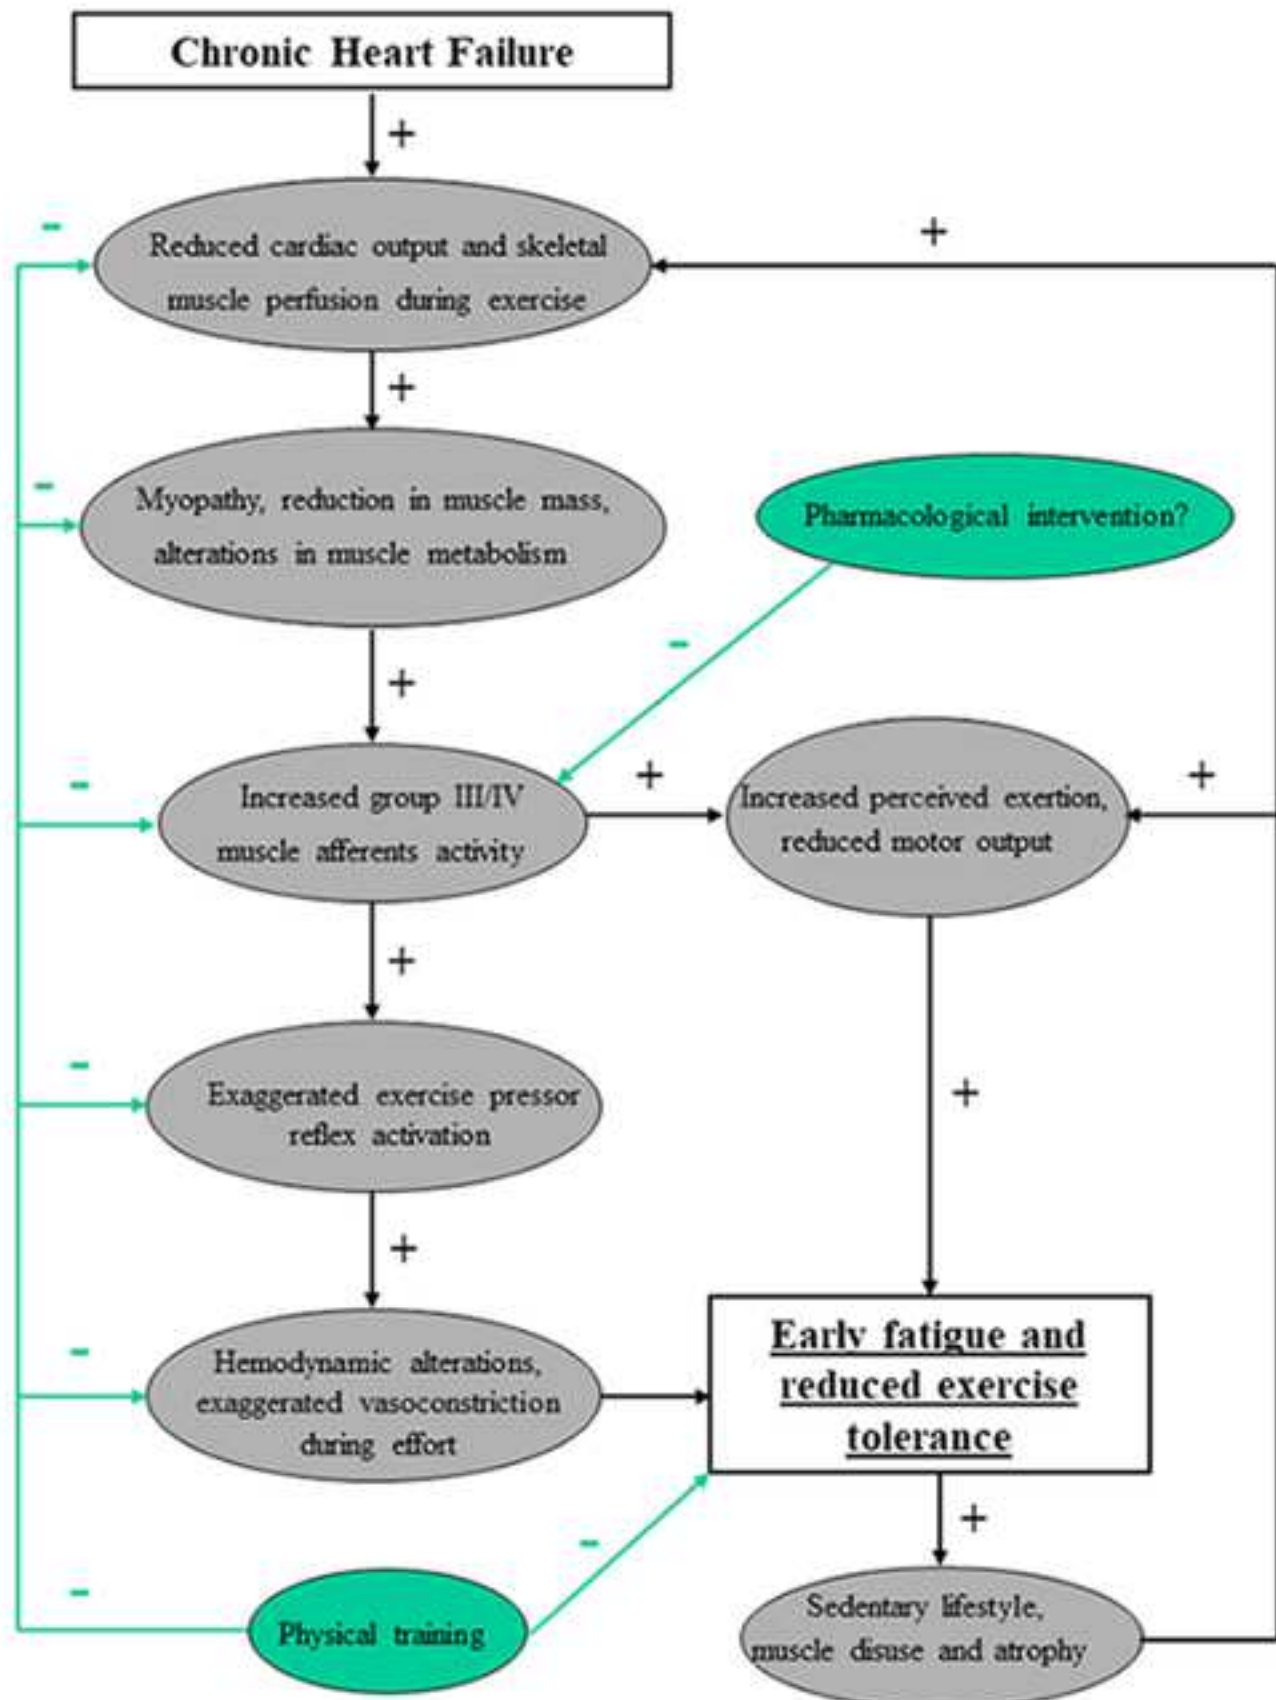 Chronic Heart Failure
+
-
Reduced cardiac output and skeletal
muscle perfusion during exercise
+
+
-
Myopathy, reduction in muscle mass,
alterations in muscle metabolism
Pharmacological intervention?
-
+
-
Increased group III/IV
muscle afferents activity
+
Increased perceived exertion,
reduced motor output
+
+
-
Exaggerated exercise pressor
reflex activation
+
+
-
Hemodynamic alterations,
exaggerated vasoconstriction
during effort
Early fatigue and
reduced exercise
tolerance
-
+
-
Physical training
Sedentary lifestyle,
muscle disuse and atrophy